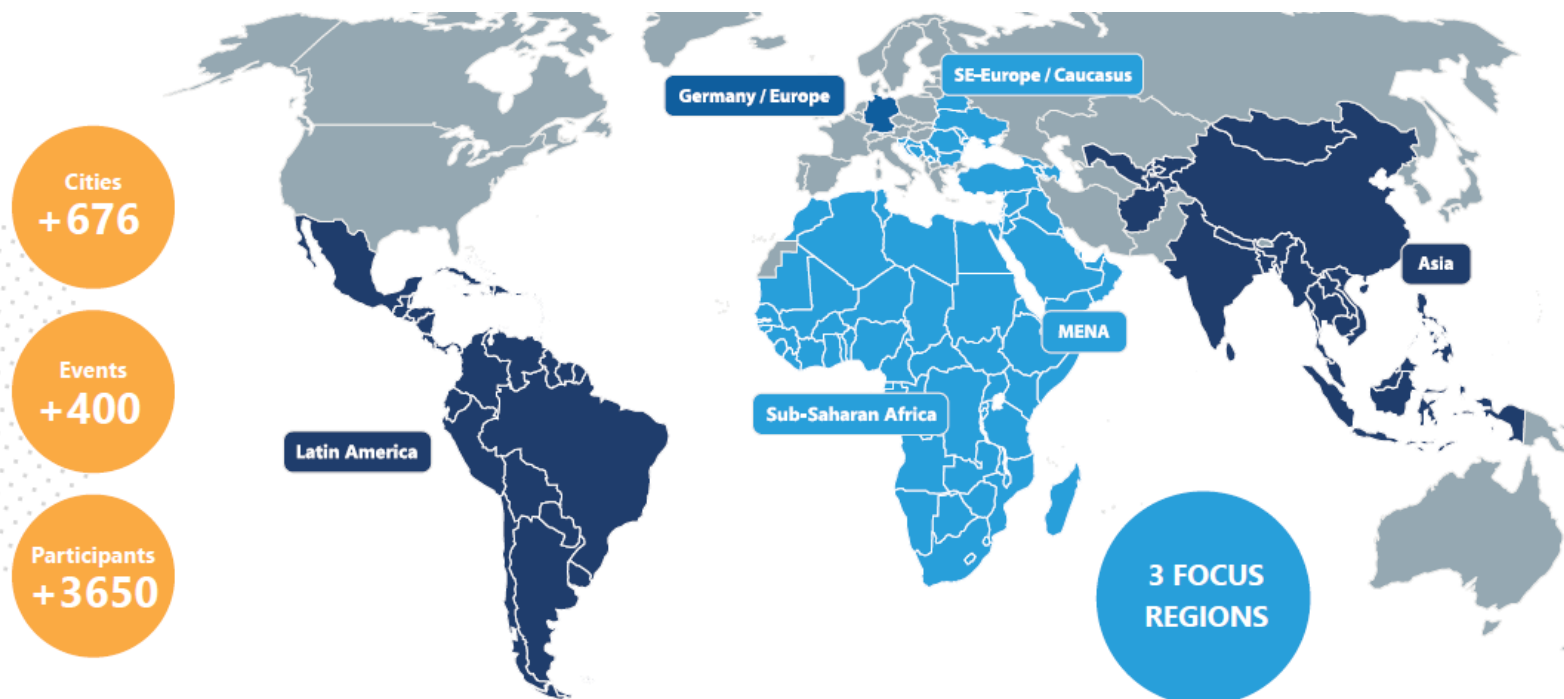 Germany / Europe
SE-Europe / Caucasus
Cities
+676
Asia
MENA
Events
+400
Sub-Saharan Africa
Latin America
Participants
+3650
3 FOCUS
REGIONS